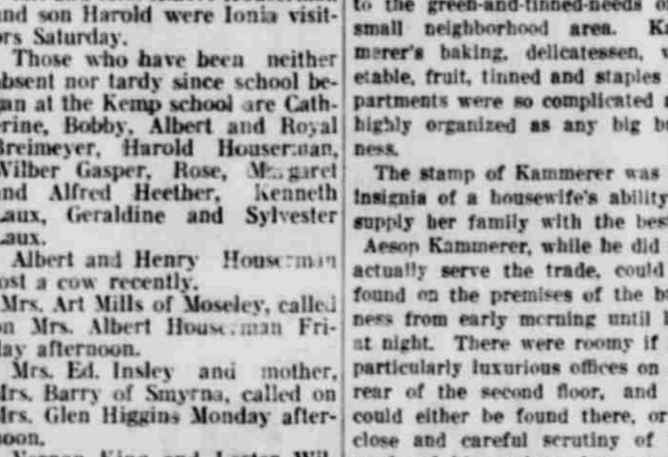 and son Harold were Ionia visit-
ors Saturday.
Those who have been neither
absent nor tardy since school be-
gan at the Kemp school are Cath-
erine, Bobby, Albert and Royal
Breimeyer, Harold Houserman,
Wilber Gasper, Rose, Margaret
and Alfred Heether, Kenneth
Laux, Geraldine and Sylvester
Laux.
Albert and Henry Houserman
lost a cow recently.
Mrs. Art Mills of Moseley, called
on Mrs. Albert Houserman Fri-
day afternoon.
Mrs. Ed. Insley and mother,
Mrs. Barry of Smyrna, called on
Mrs. Glen Higgins Monday after-
noon.
to the green-and-tinned-needs o
small neighborhood area. Ka
merer's baking, delicatessen, v
etable, fruit, tinned and staples
partments were so complicated
highly organized as any big b
ness.
The stamp of Kammerer was
insignia of a housewife's ability
supply her family with the bes
Aesop Kammerer, while he did
actually serve the trade, could
found on the premises of the b
ness from early morning until
at night. There were roomy if
particularly luxurious offices on
rear of the second floor, and
could either be found there, or
close and careful scrutiny of